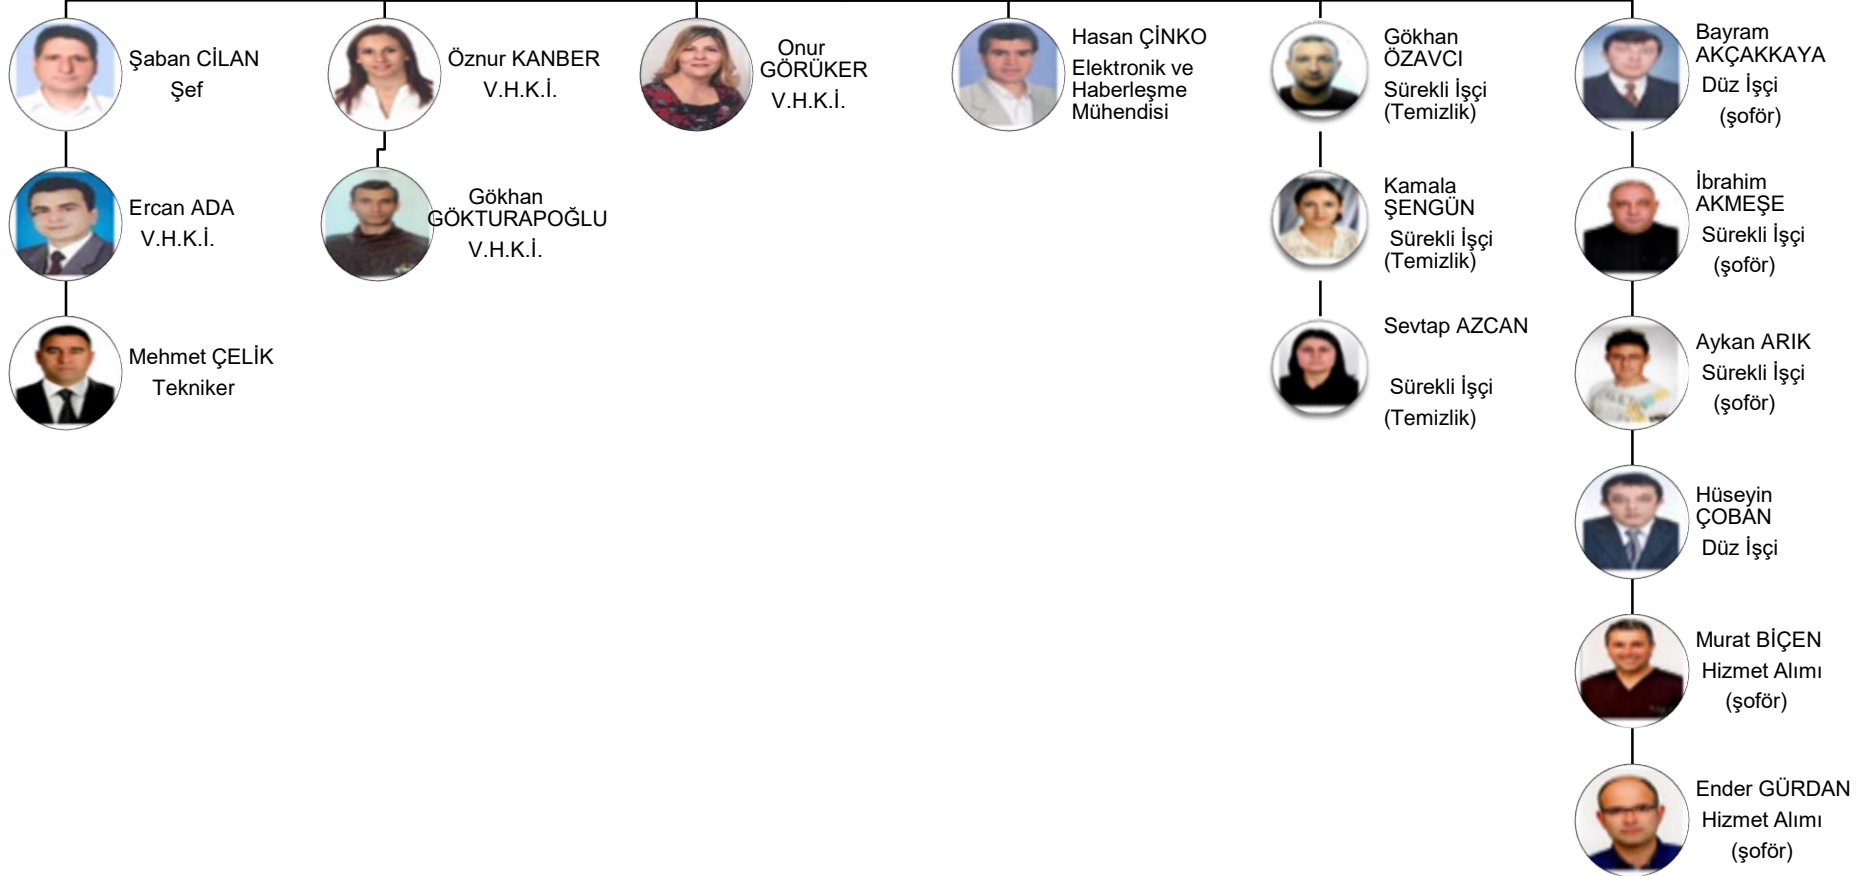 Şaban CİLAN
Şef
Ercan ADA
V.H.K.İ.
Mehmet ÇELİK
Tekniker
Öznur KANBER
V.H.K.İ.
Gökhan
GÖKTURAPOĞLU
V.H.K.İ.
Onur
GÖRÜKER
V.H.K.İ.
Hasan ÇİNKO
Elektronik ve
Haberleşme
Mühendisi
Gökhan
ÖZAVCI
Sürekli İşçi
(Temizlik)
Kamala
ŞENGÜN
Sürekli İşçi
(Temizlik)
Sevtap AZCAN
Sürekli İşçi
(Temizlik)
Bayram
AKÇAKKAYA
Düz İşçi
(şoför)
İbrahim
AKMEŞE
Sürekli İşçi
(şoför)
Aykan ARIK
Sürekli İşçi
(şoför)
Hüseyin
ÇOBAN
Düz İşçi
Murat BİÇEN
Hizmet Alımı
(şoför)
Ender GÜRDAN
Hizmet Alımı
(şoför)